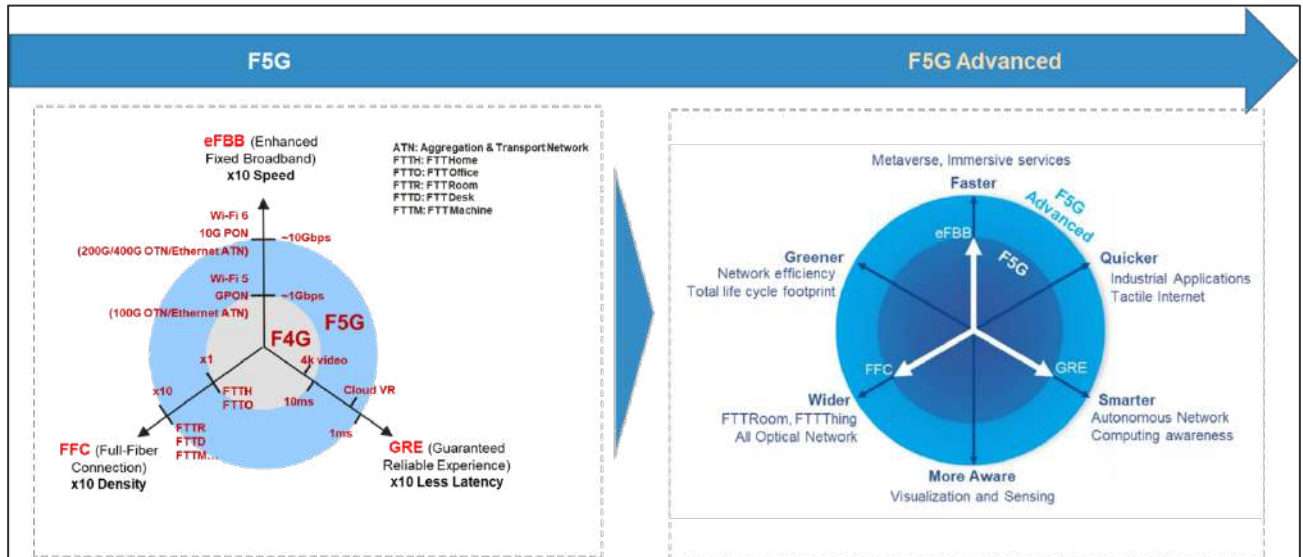 F5G
F5G Advanced
eFBB (Enhanced
Fixed Broadband)
x10 Speed
ATN: Aggregation & Transport Network
FTTH: FTTHome
FTTO: FTTOffice
FTTR: FTTRoom
FTTD: FTTDesk
FTTM: FTTMachine
Wi-Fi 6
10G PON
~10Gbps
(200G/400G OTN/Ethernet ATN)
Wi-Fi 5
GPON
~1Gbps
(100G OTN/Ethernet ATN)
F5G
F4G
x1
4k video
x10
FTTH
FTTO
10ms
Cloud VR
1ms
FTTR
FTTD
FTTM...
FFC (Full-Fiber
Connection)
x10 Density
GRE (Guaranteed
Reliable Experience)
x10 Less Latency
Metaverse, Immersive services
Faster
F5G
Advanced
eFBB
F5G
Greener
Network efficiency
Total life cycle footprint
Quicker
Industrial Applications
Tactile Internet
FFC
GRE
Wider
FTTRoom, FTTThing
All Optical Network
Smarter
Autonomous Network
Computing awareness
More Aware
Visualization and Sensing